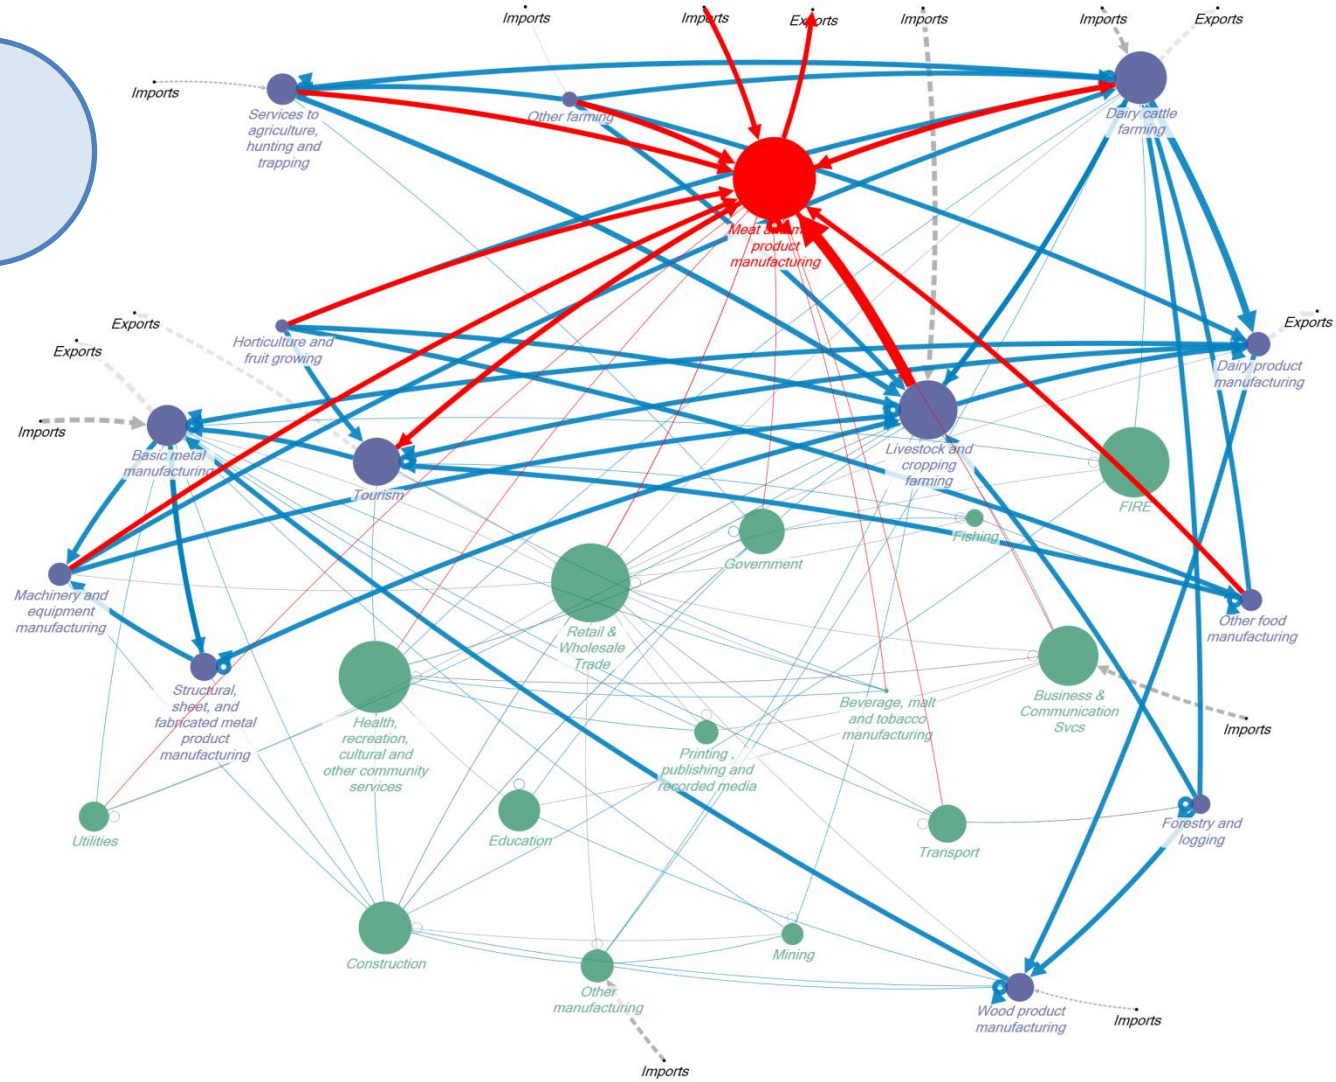 Imports
Imports
Exports
Imports
Imports
Exports
Imports
Services to
agriculture,
hunting and
trapping
Other farming
Dairy cattle
farming
product
manufacturing
Exports
Exports
Exports
Horticulture and
fruit growing
Dairy product
manufacturing
Imports
Basic metal
manufacturing
Tourism
Livestock and
cropping
farming
FIRE
Government
Fishing
Machinery and
equipment
manufacturing
Other food
manufacturing
Retail &
Wholesale
Trade
Structural,
sheet, and
fabricated metal
product
manufacturing
Health,
recreation,
cultural and
other community
services
Beverage, malt
and tobacco
manufacturing
Business &
Communication
Svcs
Imports
Printing,
publishing and
recorded media
Utilities
Education
Transport
Forestry and
logging
Construction
Mining
Other
manufacturing
Wood product
manufacturing
Imports
Imports